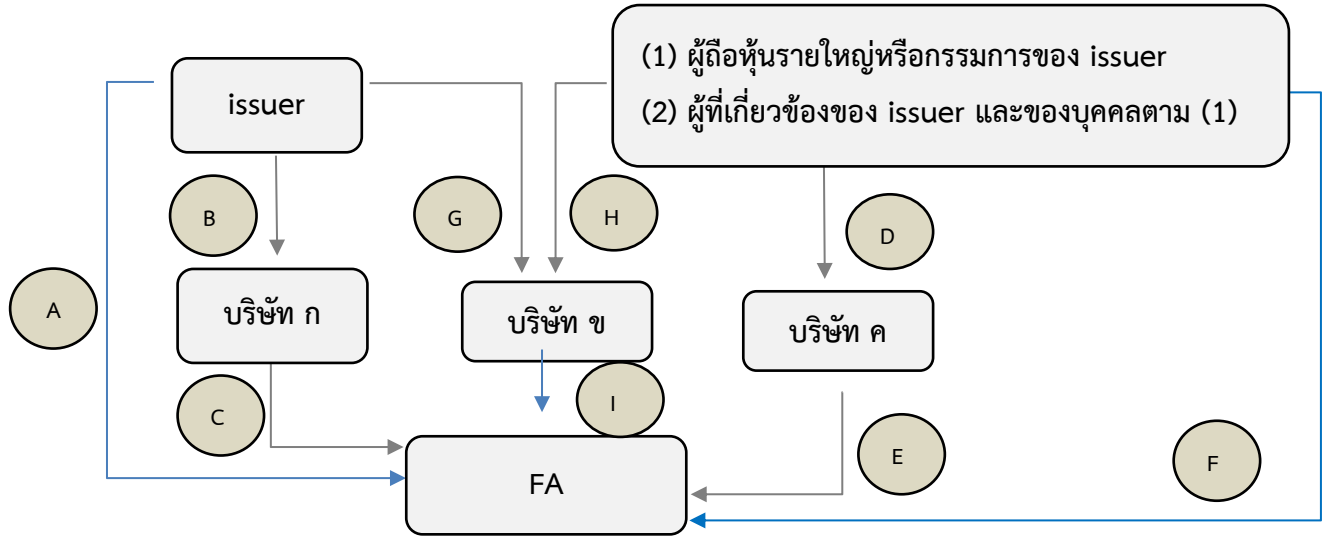 (1) ผู้ถือหุ้นรายใหญ่หรือกรรมการของ issuer
(2) ผู้ที่เกี่ยวข้องของ issuer และของบุคคลตาม (1)
issuer
B
G
H
D
A
บริษัท ก
บริษัท ข
บริษัท ค
C
I
E
F
FA